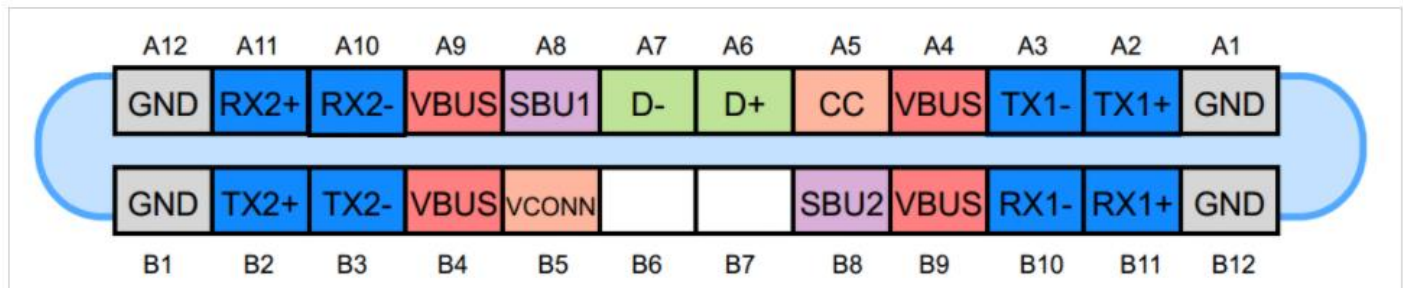 A12 A11 A10 A9 A8 A7 A6 A5 A4 A3 A2 A1
GND RX2+ RX2- VBUS SBU1 D- D+ CC VBUS TX1- TX1+ GND
GND TX2+ TX2- VBUS VCONN SBU2 VBUS RX1- RX1+ GND
B1 B2 B3 B4 B5 B6 B7 B8 B9 B10 B11 B12